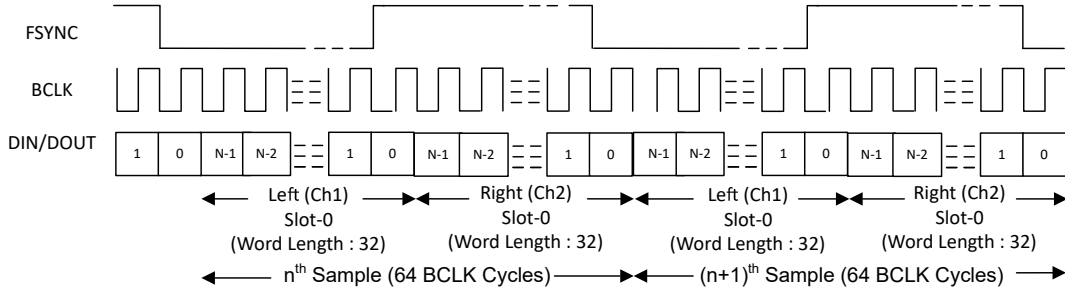 FSYNC
BCLK
DIN/DOUT
1 0 N-1 N-2 1 0 N-1 N-2 1 0 N-1 N-2 1 0 N-1 N-2 1 0
Left (Ch1) Right (Ch2) Left (Ch1) Right (Ch2)
Slot-0 Slot-0 Slot-0 Slot-0
(Word Length : 32) (Word Length : 32) (Word Length : 32) (Word Length : 32)
nth Sample (64 BCLK Cycles) (n+1)th Sample (64 BCLK Cycles)